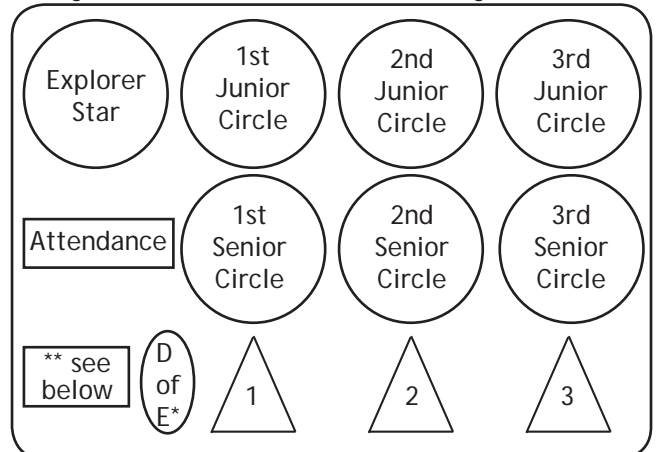 Explorer
Star
1st
Junior
Circle
2nd
Junior
Circle
3rd
Junior
Circle
Attendance
1st
Senior
Circle
2nd
Senior
Circle
3rd
Senior
Circle
** see
below
D
of
E*
1
2
3